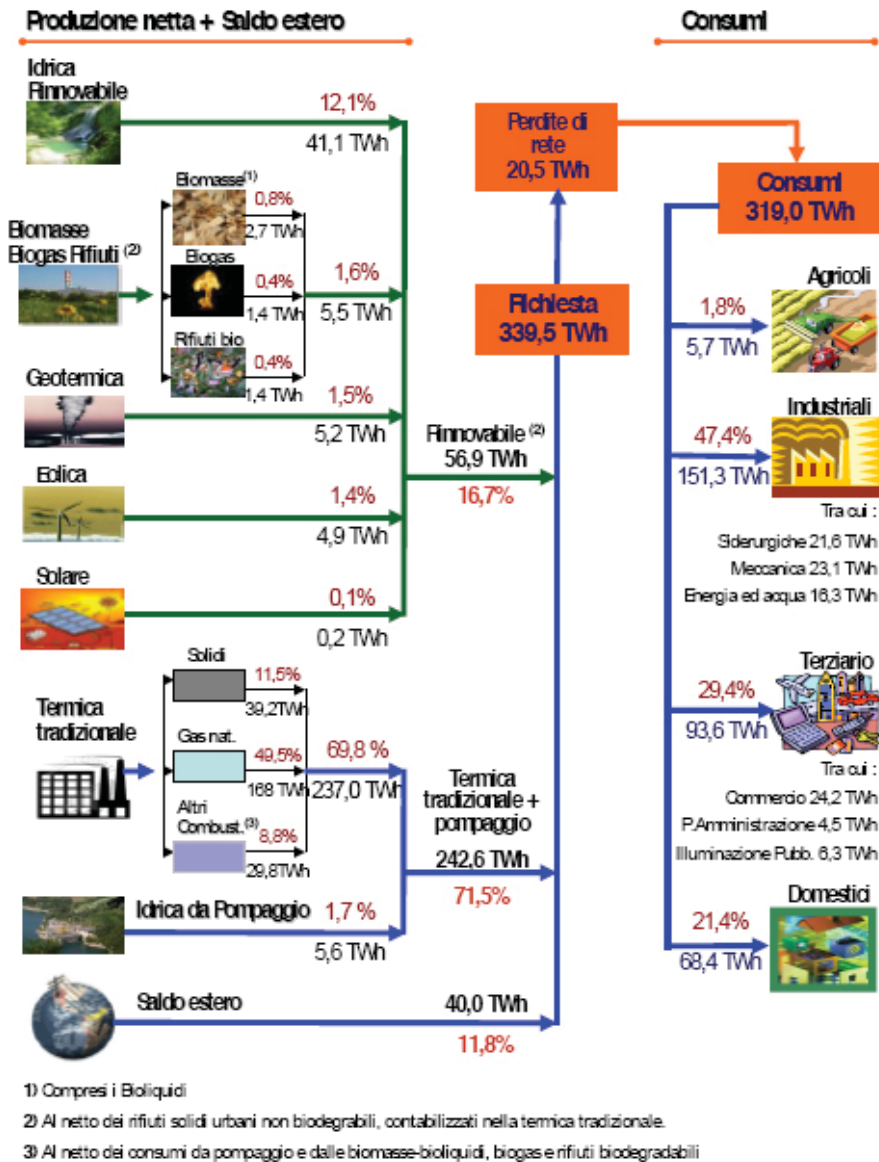 Produzione netta + Saldo estero
Idrica
Rinnovabile
12,1%
41,1 TWh
Biomasse
Biogas Rifiuti (2)
Biomasse(1)
0,8%
2,7 TWh
Biogas
0,4%
1,4 TWh
Rifiuti bio
0,4%
1,4 TWh
1,6%
5,5 TWh
Geotermica
1,5%
5,2 TWh
Eolica
1,4%
4,9 TWh
Solare
0,1%
0,2 TWh
Rinnovabile (2)
56,9 TWh
16,7%
Termica
tradizionale
Solidi
11,5%
39,2TWh
Gas nat.
49,5%
168 TWh
Altri
Combust.(3)
8,8%
29,8TWh
69,8 %
237,0 TWh
Idrica da Pompaggio
1,7 %
5,6 TWh
Termica
tradizionale +
pompaggio
242,6 TWh
71,5%
Saldo estero
40,0 TWh
11,8%
Perdite di
rete
20,5 TWh
Richiesta
339,5 TWh
Consumi
Consumi
319,0 TWh
Agricoli
1,8%
5,7 TWh
Industriali
47,4%
151,3 TWh
Tra cui :
Siderurgiche 21,6 TWh
Meccanica 23,1 TWh
Energia ed acqua 16,3 TWh
Terziario
29,4%
93,6 TWh
Tra cui :
Commercio 24,2 TWh
P.Amministrazione 4,5 TWh
Illuminazione Pubb. 6,3 TWh
Domestici
21,4%
68,4 TWh
1) Compresi i Bioliquidi
2) Al netto dei rifiuti solidi urbani non biodegrabili, contabilizzati nella termica tradizionale.
3) Al netto dei consumi da pompaggio e dalle biomasse-bioliquidi, biogas e rifiuti biodegradabili